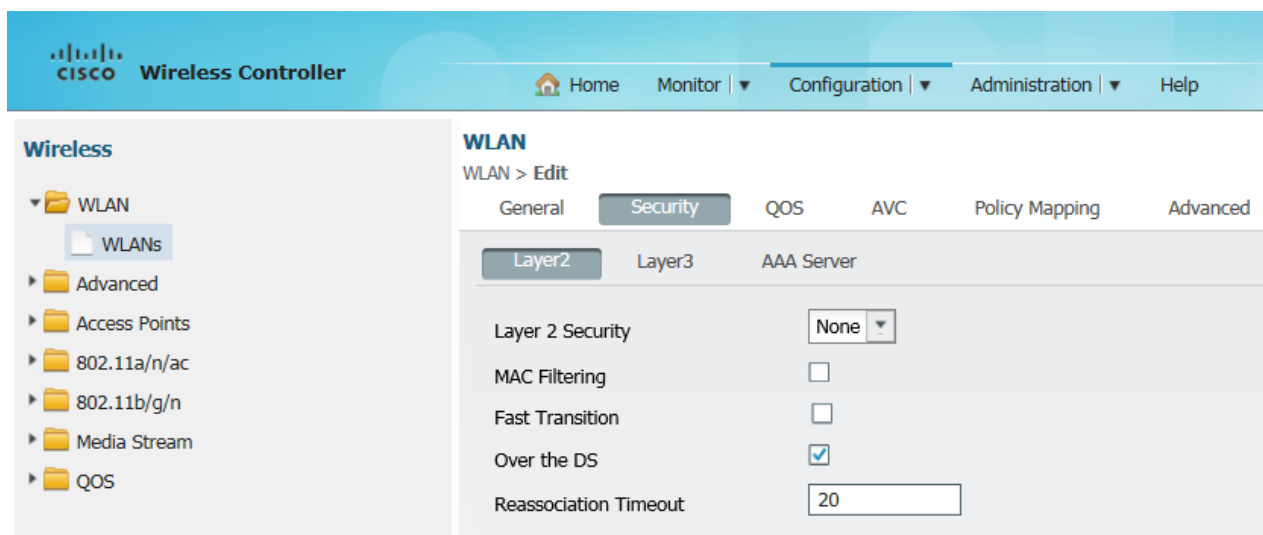 CISCO Wireless Controller
Home Monitor Configuration Administration Help
Wireless
WLAN
WLANs
Advanced
Access Points
802.11a/n/ac
802.11b/g/n
Media Stream
QOS
WLAN
WLAN > Edit
General Security QOS AVC Policy Mapping Advanced
Layer2 Layer3 AAA Server
Layer 2 Security None
MAC Filtering
Fast Transition
Over the DS
Reassociation Timeout 20